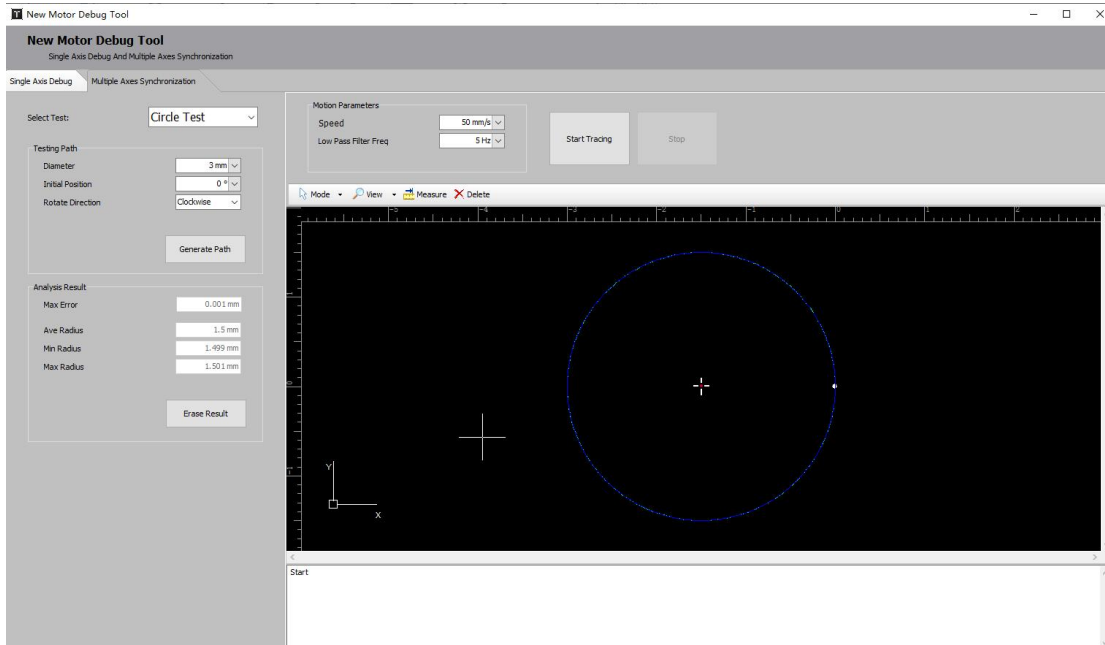 New Motor Debug Tool
New Motor Debug Tool
Single Axis Debug And Multiple Axes Synchronization
Single Axis Debug
Multiple Axes Synchronization
Select Test:
Circle Test
Testing Path
Diameter
3 mm
Initial Position
0 °
Rotate Direction
Clockwise
Generate Path
Analysis Result
Max Error
0.001 mm
Ave Radius
1.5 mm
Min Radius
1.499 mm
Max Radius
1.501 mm
Erase Result
Motion Parameters
Speed
50 mm/s
Low Pass Filter Freq
5 Hz
Start Tracing
Stop
Mode
View
Measure
Delete
-5 -4 -3 -2 -1 0 1 2
1
0
-1
Y
X
Start